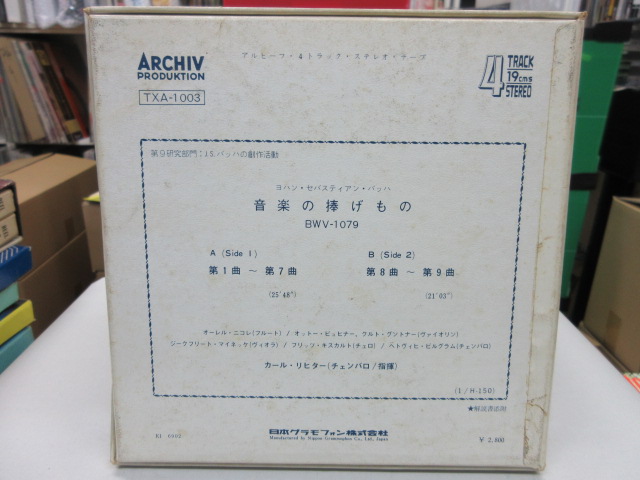 アルヒーフ・4トラック・ステレオ・テープ
ARCHIV
PRODUKTION
TXA-1003
4 TRACK
19cms
STEREO
第9研究部門:J.S.バッハの創作活動
ヨハン・セバスティアン・バッハ
音楽の捧げもの
BWV-1079
A (Side 1)
第1曲 ~ 第7曲
(25′48″)
B (Side 2)
第8曲 ~ 第9曲
(21′03″)
オーレル・ニコレ(フルート) / オットー・ビュヒナー, クルト・グントナー(ヴァイオリン)
ジークフリート・マイネッケ(ヴィオラ) / フリッツ・キスカルト(チェロ) / ヘトヴィヒ・ビルグラム(チェンバロ)
カール・リヒター(チェンバロ/指揮)
(I/H-150)
★解説書添附
日本グラモフォン株式会社
Manufactured by Nippon Grammophon Co., Ltd., Japan
¥ 2,800